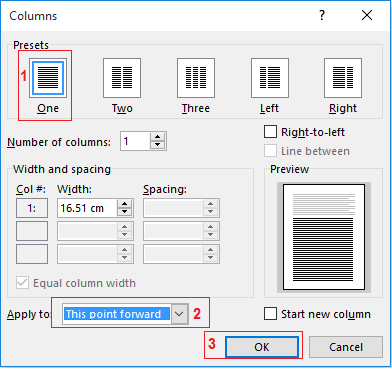 Columns
Presets
1
One Two Three Left Right
Number of columns: 1
Right-to-left
Line between
Width and spacing
Preview
Col #: Width: Spacing:
1: 16.51 cm
Equal column width
Apply to: This point forward 2
Start new column
3 OK Cancel